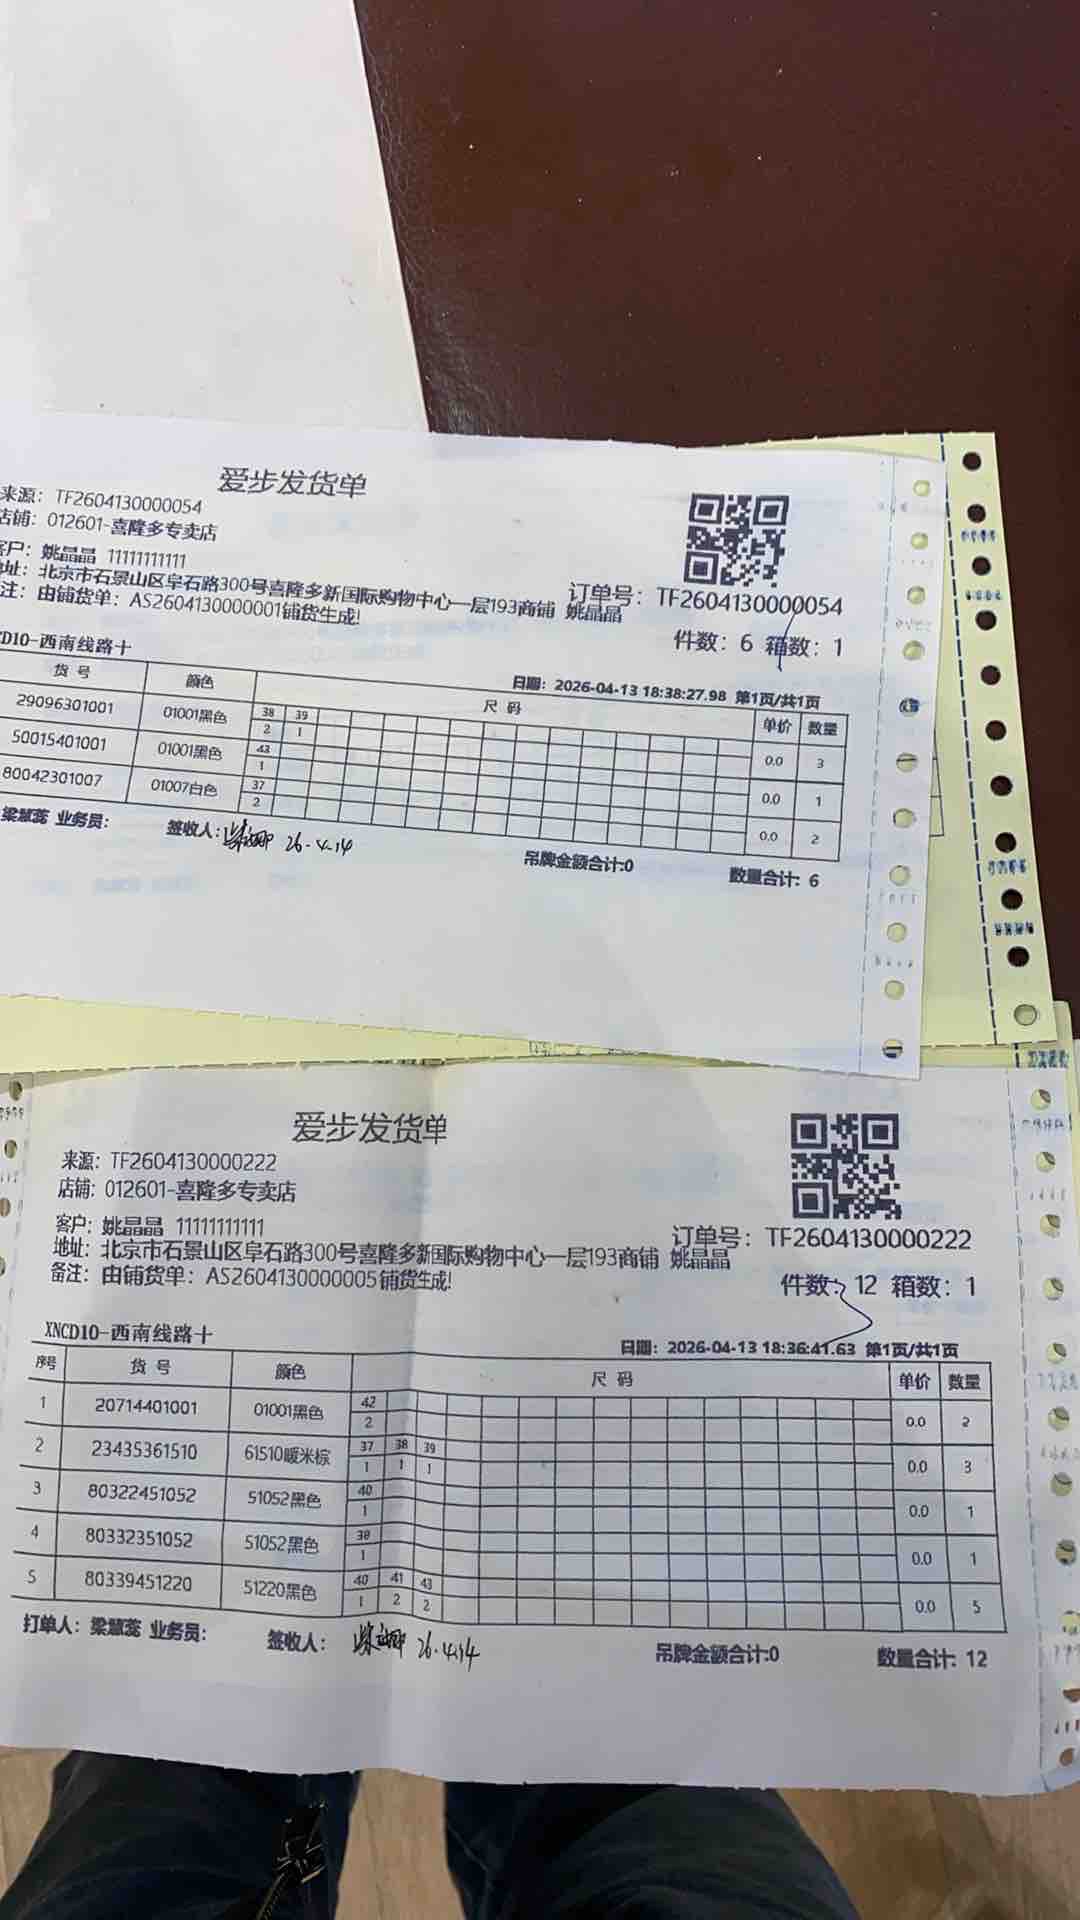 爱步发货单
来源：TF2604130000054
店铺：012601-喜隆多专卖店
客户：姚晶晶 11111111111
地址：北京市石景山区阜石路300号喜隆多新国际购物中心一层193商铺 姚晶晶
订单号：TF2604130000054
备注：由铺货单：AS2604130000001铺货生成!
件数：6 箱数：1
CD10-西南线路十
日期：2026-04-13 18:38:27.98 第1页/共1页
货号 颜色 尺码 单价 数量
29096301001 01001黑色 38 39 0.0 3
2 1
50015401001 01001黑色 43 0.0 1
1
80042301007 01007白色 37 0.0 2
2
梁慧蕊 业务员： 签收人： 26.4.14
吊牌金额合计:0 数量合计：6
爱步发货单
来源：TF2604130000222
店铺：012601-喜隆多专卖店
客户：姚晶晶 11111111111
订单号：TF2604130000222
地址：北京市石景山区阜石路300号喜隆多新国际购物中心一层193商铺 姚晶晶
备注：由铺货单：AS2604130000005铺货生成!
件数：12 箱数：1
XNCD10-西南线路十
日期：2026-04-13 18:36:41.63 第1页/共1页
序号 货号 颜色 尺码 单价 数量
1 20714401001 01001黑色 42 0.0 2
2
2 23435361510 61510暖米棕 37 38 39 0.0 3
1 1 1
3 80322451052 51052黑色 40 0.0 1
1
4 80332351052 51052黑色 38 0.0 1
1
5 80339451220 51220黑色 40 41 43 0.0 5
1 2 2
打单人：梁慧蕊 业务员： 签收人： 26.4.14
吊牌金额合计:0 数量合计：12